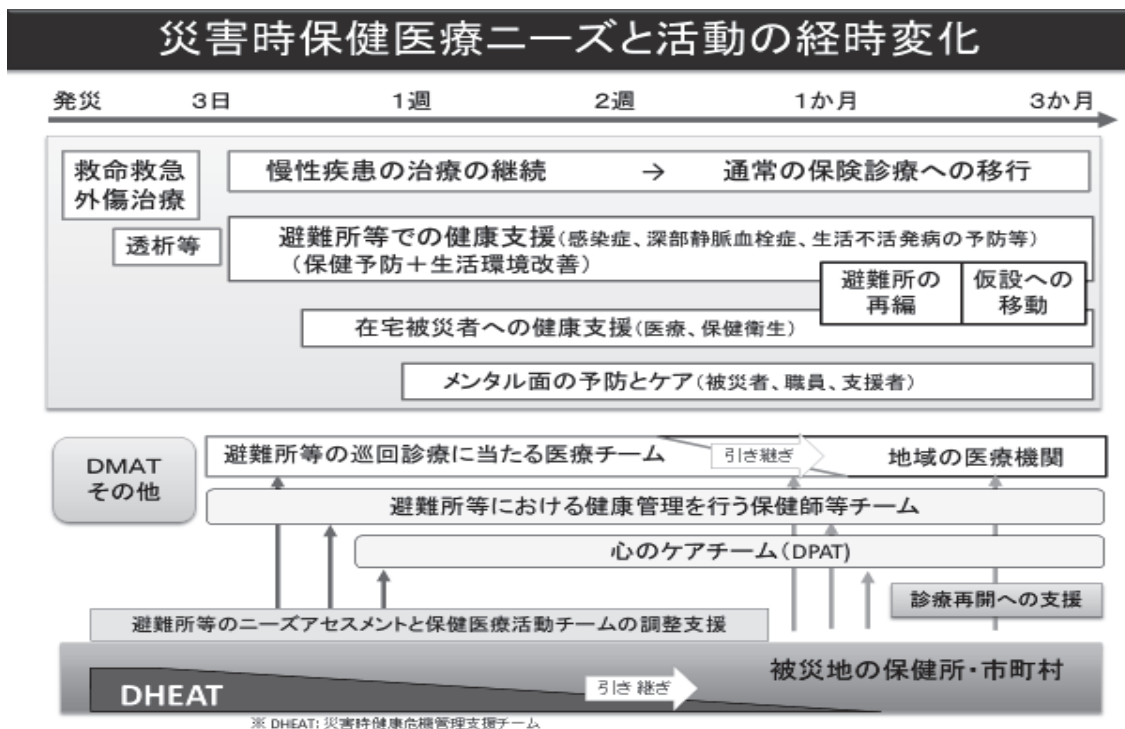 災害時保健医療ニーズと活動の経時変化
発災 3日 1週 2週 1か月 3か月
救命救急
外傷治療
慢性疾患の治療の継続 → 通常の保険診療への移行
透析等
避難所等での健康支援(感染症、深部静脈血栓症、生活不活発病の予防等)
(保健予防+生活環境改善)
避難所の
再編
仮設への
移動
在宅被災者への健康支援(医療、保健衛生)
メンタル面の予防とケア(被災者、職員、支援者)
DMAT
その他
避難所等の巡回診療に当たる医療チーム 引き継ぎ 地域の医療機関
避難所等における健康管理を行う保健師等チーム
心のケアチーム(DPAT)
診療再開への支援
避難所等のニーズアセスメントと保健医療活動チームの調整支援
被災地の保健所・市町村
DHEAT 引き継ぎ
※ DHEAT: 災害時健康危機管理支援チーム